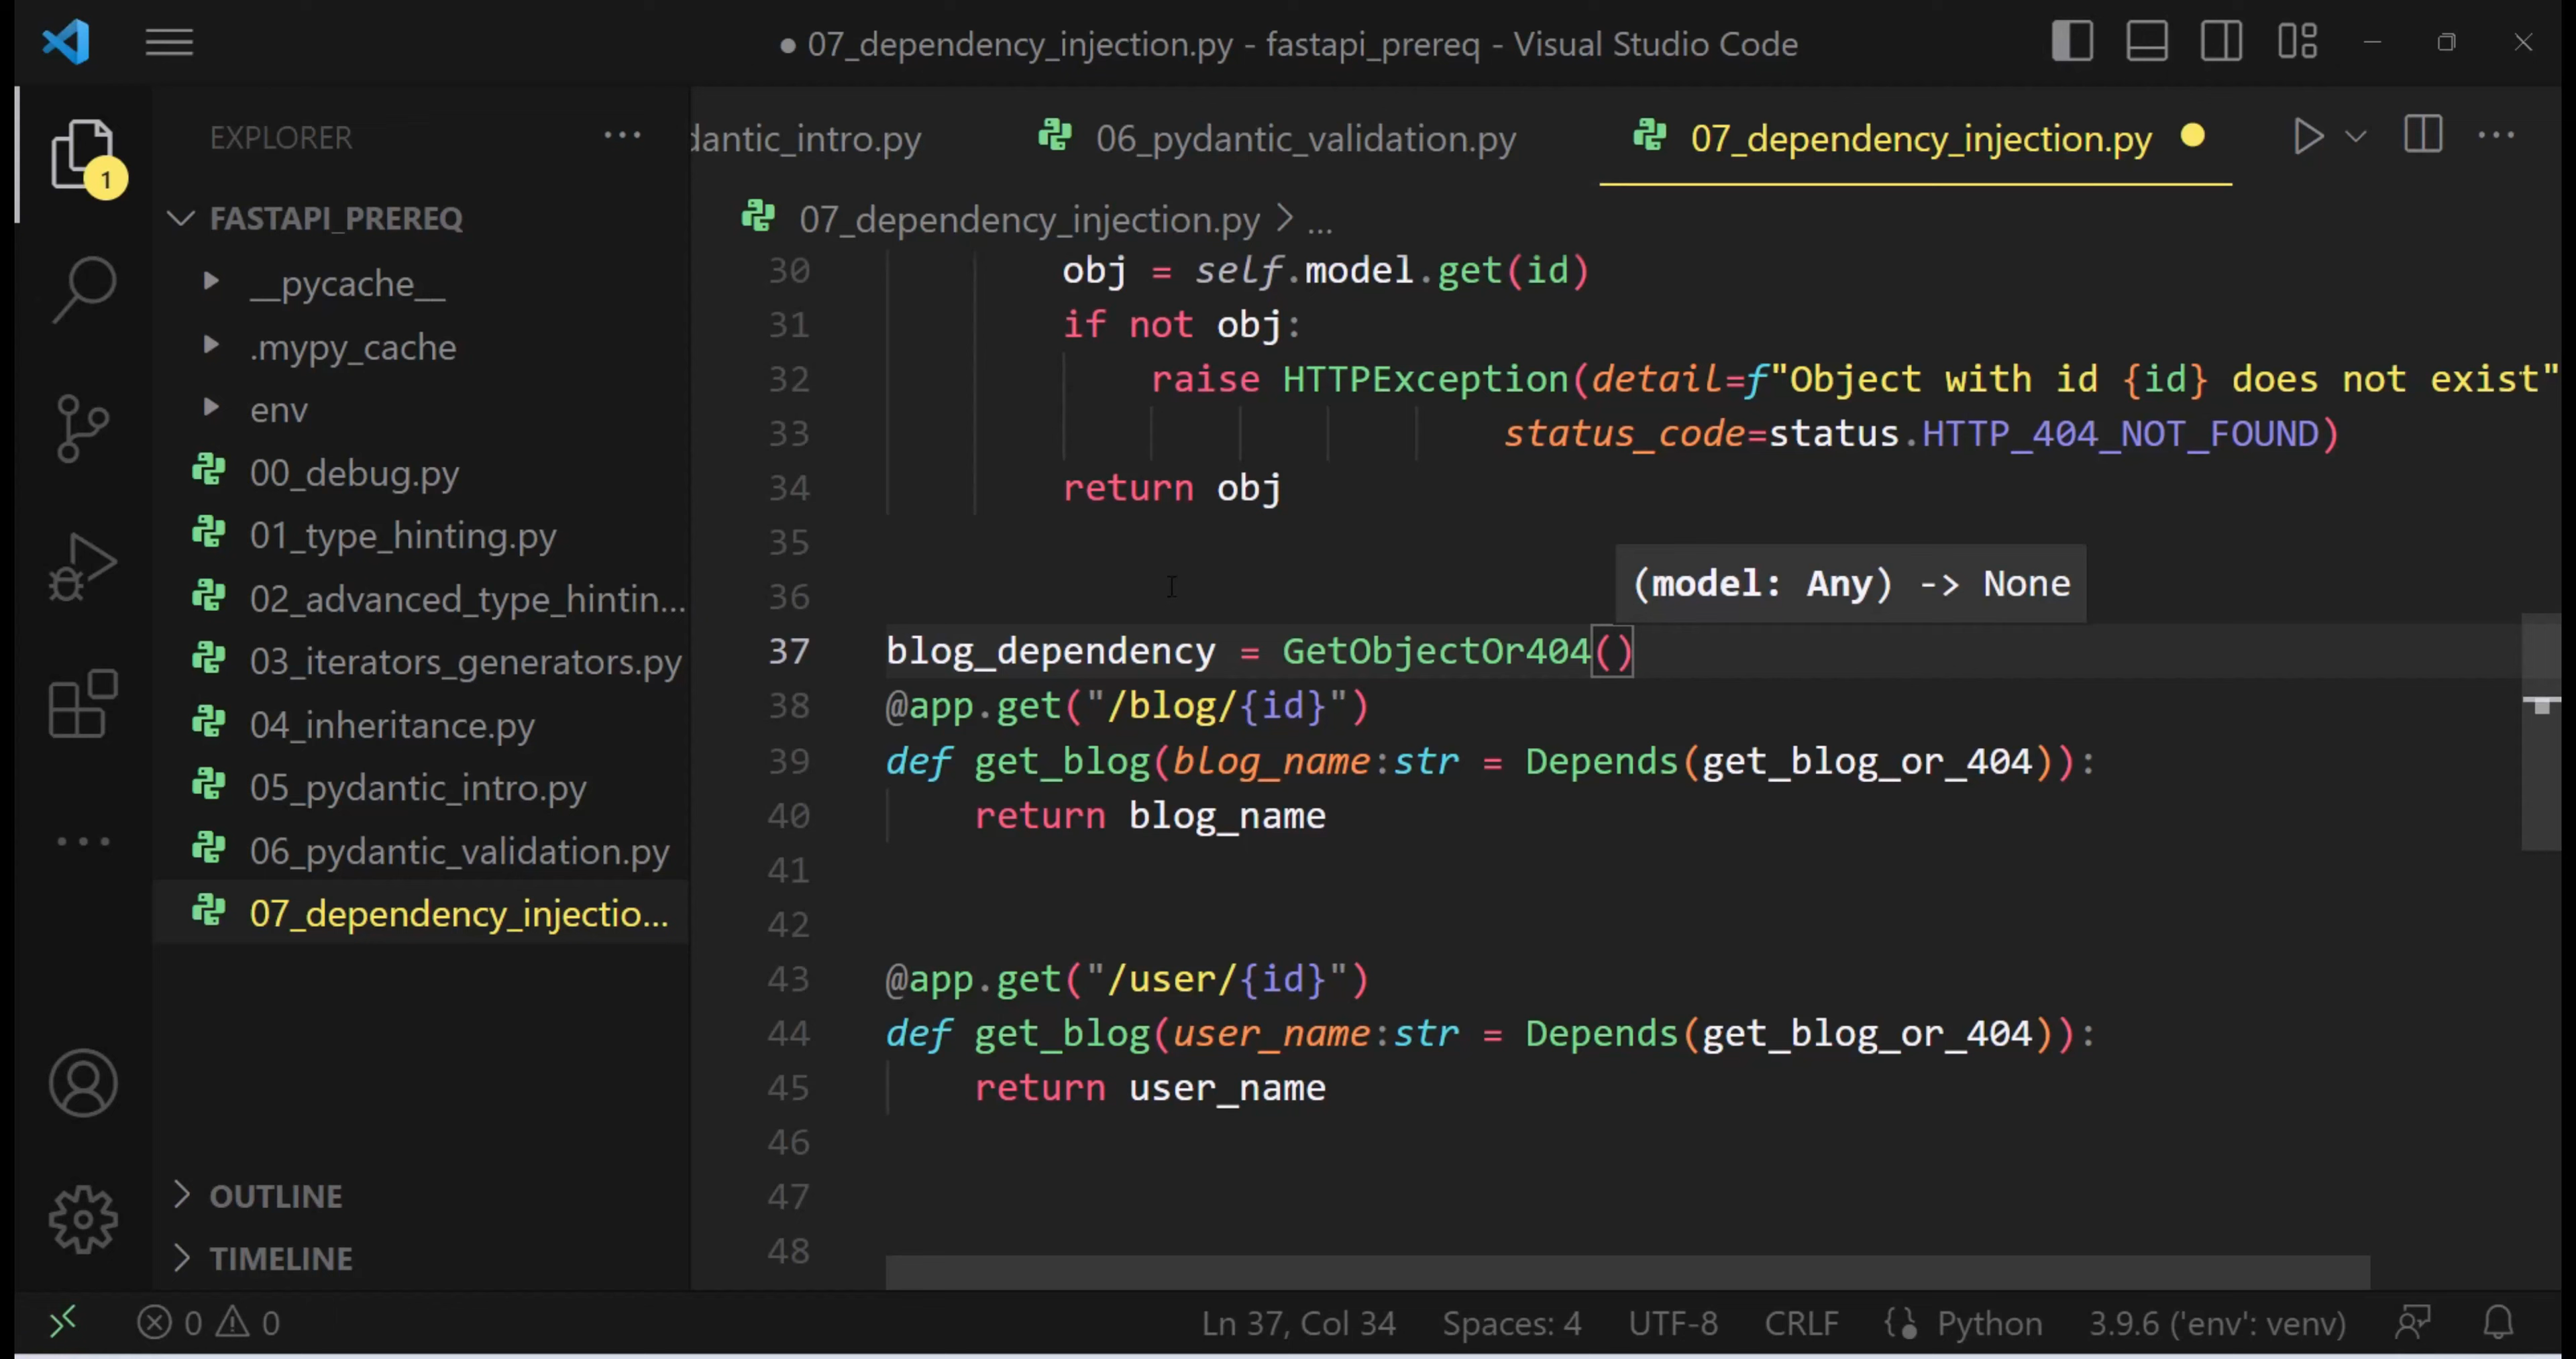 ● 07_dependency_injection.py - fastapi_prereq - Visual Studio Code
EXPLORER
1
FASTAPI_PREREQ
__pycache__
.mypy_cache
env
00_debug.py
01_type_hinting.py
02_advanced_type_hintin...
03_iterators_generators.py
04_inheritance.py
05_pydantic_intro.py
06_pydantic_validation.py
07_dependency_injectio...
OUTLINE
TIMELINE
dantic_intro.py 06_pydantic_validation.py 07_dependency_injection.py
07_dependency_injection.py > ...
30 obj = self.model.get(id)
31 if not obj:
32 raise HTTPException(detail=f"Object with id {id} does not exist"
33 status_code=status.HTTP_404_NOT_FOUND)
34 return obj
35
36
(model: Any) -> None
37 blog_dependency = GetObjectOr404()
38 @app.get("/blog/{id}")
39 def get_blog(blog_name:str = Depends(get_blog_or_404)):
40 return blog_name
41
42
43 @app.get("/user/{id}")
44 def get_blog(user_name:str = Depends(get_blog_or_404)):
45 return user_name
46
47
48
0 0 Ln 37, Col 34 Spaces: 4 UTF-8 CRLF Python 3.9.6 ('env': venv)